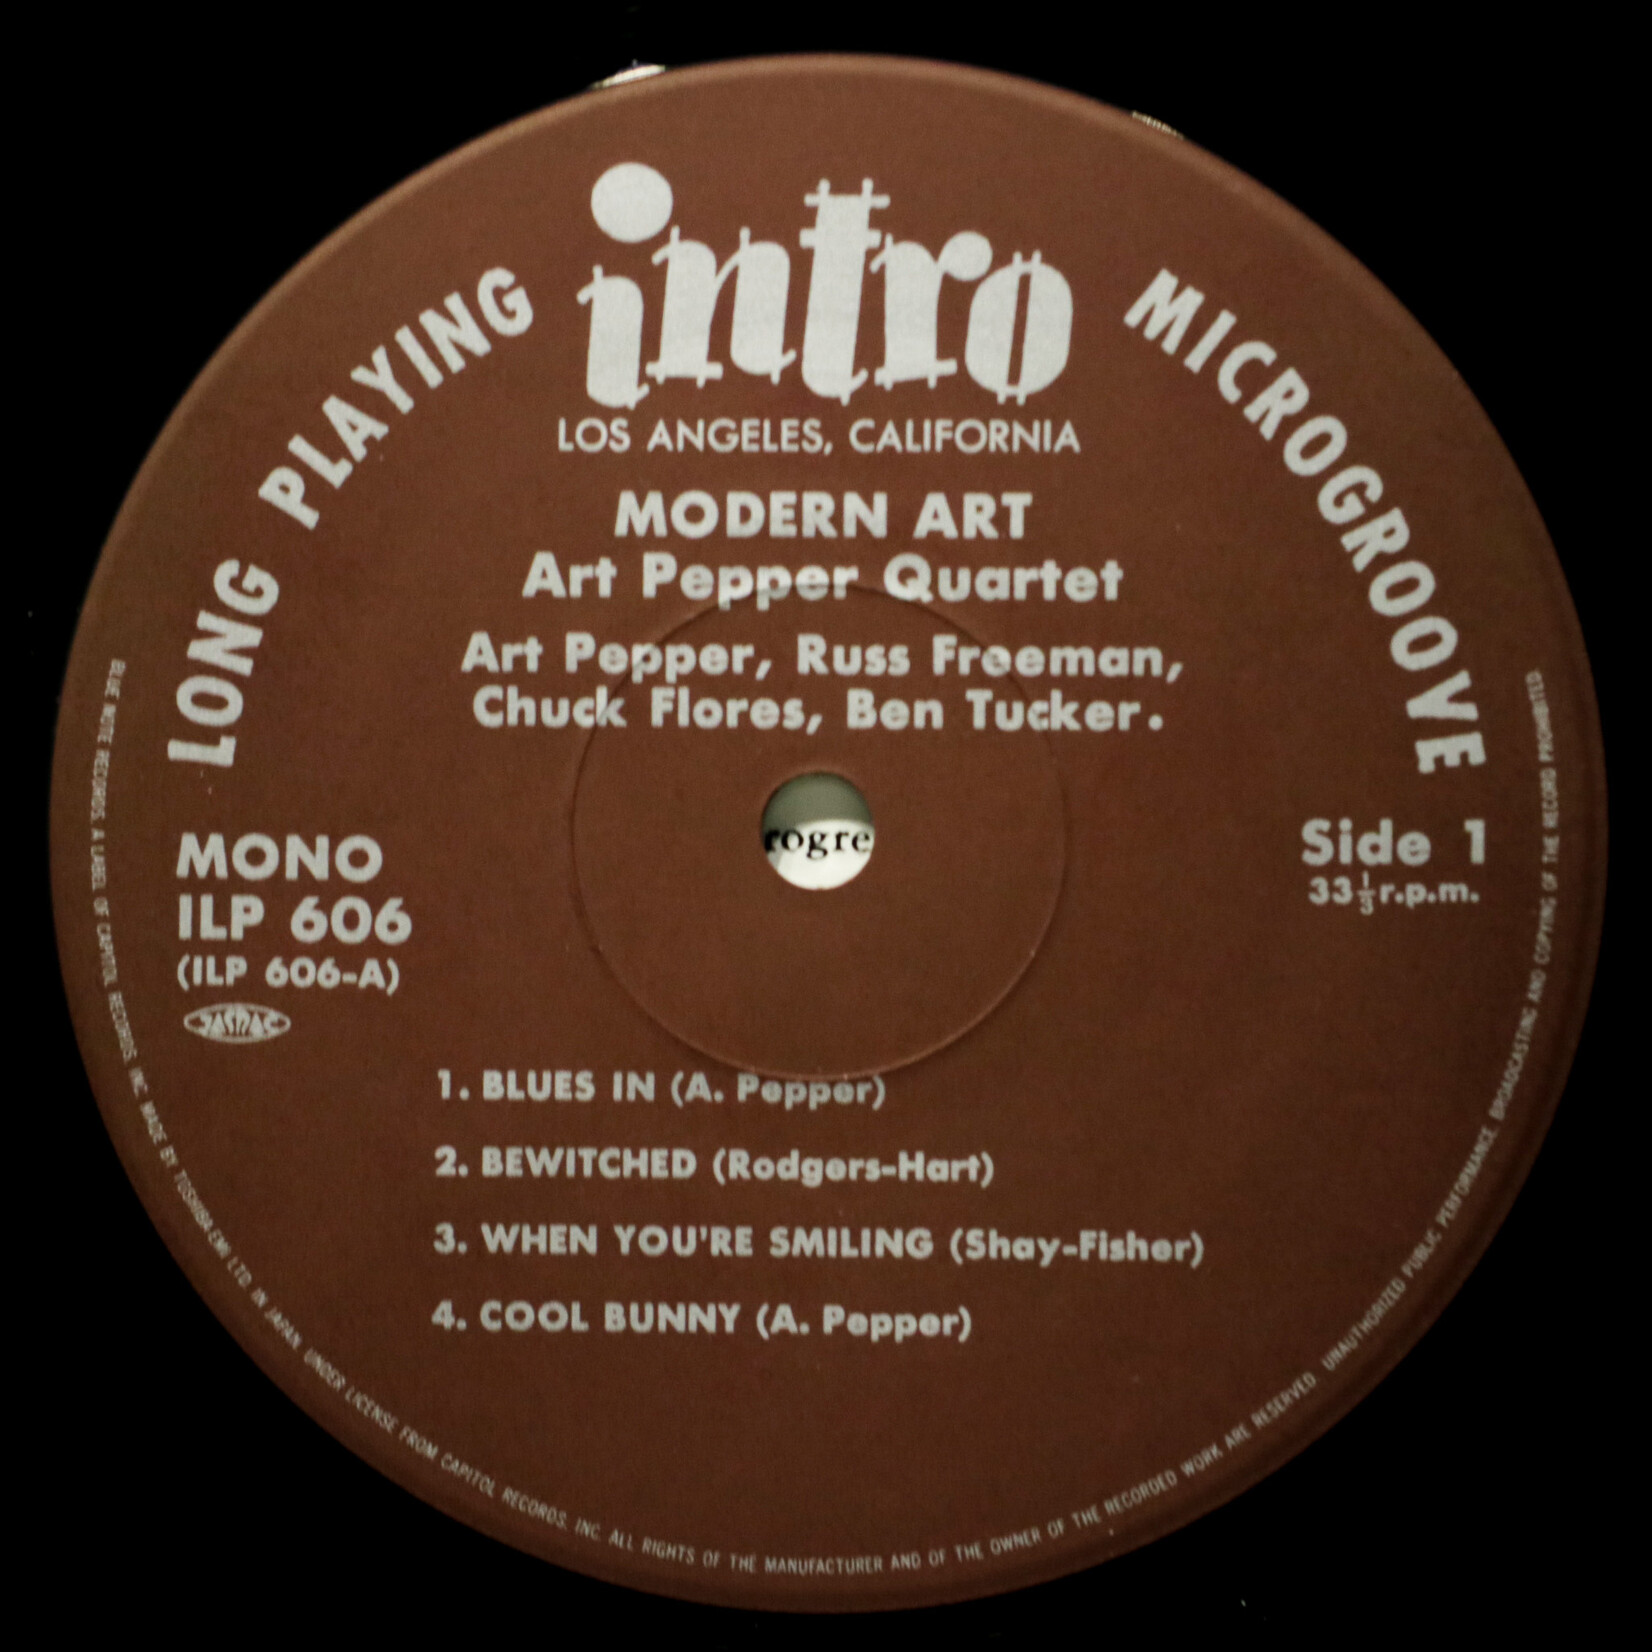 intro
LONG PLAYING
MICROGROOVE
LOS ANGELES, CALIFORNIA
MODERN ART
Art Pepper Quartet
Art Pepper, Russ Freeman,
Chuck Flores, Ben Tucker.
MONO
ILP 606
(ILP 606-A)
JASRAC
Side 1
33⅓ r.p.m.
rogre
1. BLUES IN (A. Pepper)
2. BEWITCHED (Rodgers-Hart)
3. WHEN YOU'RE SMILING (Shay-Fisher)
4. COOL BUNNY (A. Pepper)
BLUE NOTE RECORDS, A LABEL OF CAPITOL RECORDS, INC. MADE BY TOSHIBA-EMI LTD. IN JAPAN, UNDER LICENSE FROM CAPITOL RECORDS, INC. ALL RIGHTS OF THE MANUFACTURER AND OF THE OWNER OF THE RECORDED WORK ARE RESERVED. UNAUTHORIZED PUBLIC PERFORMANCE, BROADCASTING AND COPYING OF THE RECORD PROHIBITED.